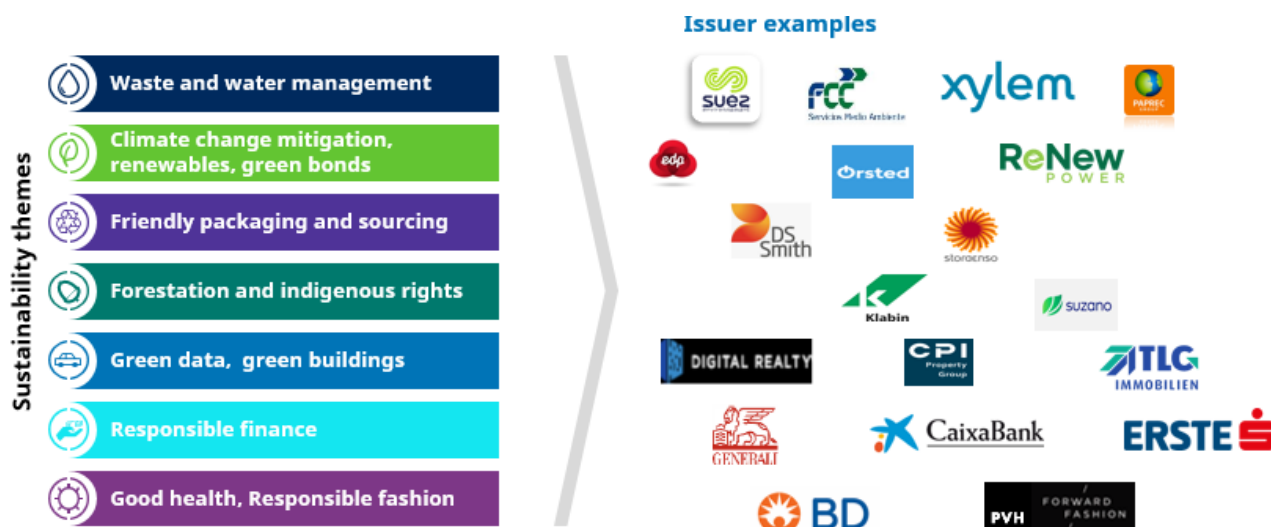 Issuer examples
Sustainability themes
Waste and water management
suez
FCC
Servicios Medio Ambiente
xylem
PAPREC
GROUP
Climate change mitigation,
renewables, green bonds
edp
Ørsted
ReNew
POWER
Friendly packaging and sourcing
DS
Smith
storaenso
Forestation and indigenous rights
Klabin
suzano
Green data, green buildings
DIGITAL REALTY
CPI
Property
Group
TLG
IMMOBILIEN
Responsible finance
GENERALI
CaixaBank
ERSTE
Good health, Responsible fashion
BD
PVH
FORWARD
FASHION